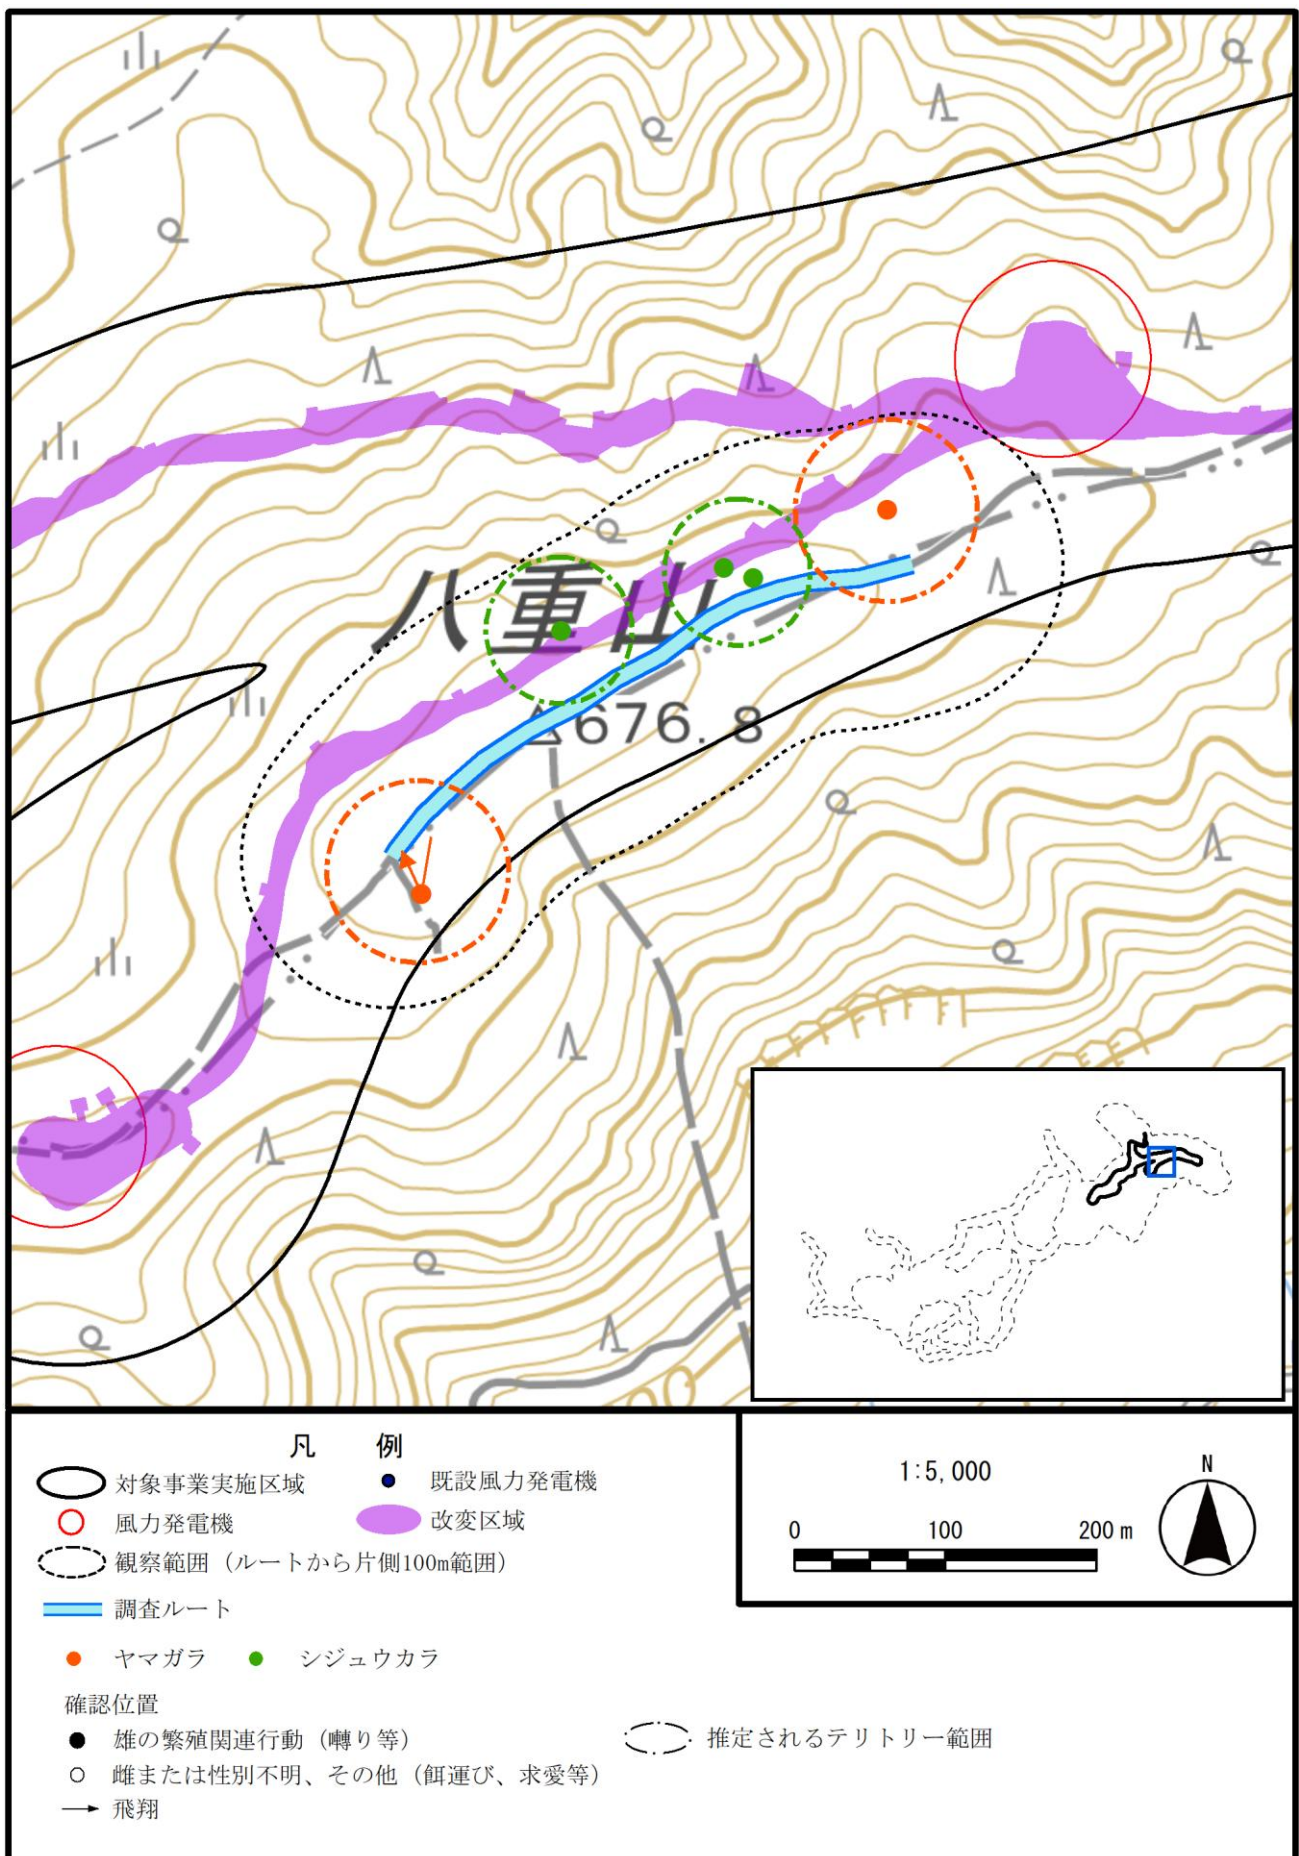 八重山
676.8
凡 例
対象事業実施区域
既設風力発電機
風力発電機
改変区域
観察範囲（ルートから片側100m範囲）
調査ルート
ヤマガラ
シジュウカラ
確認位置
雄の繁殖関連行動（囀り等）
推定されるテリトリー範囲
雌または性別不明、その他（餌運び、求愛等）
飛翔
1:5,000
N
0 100 200 m